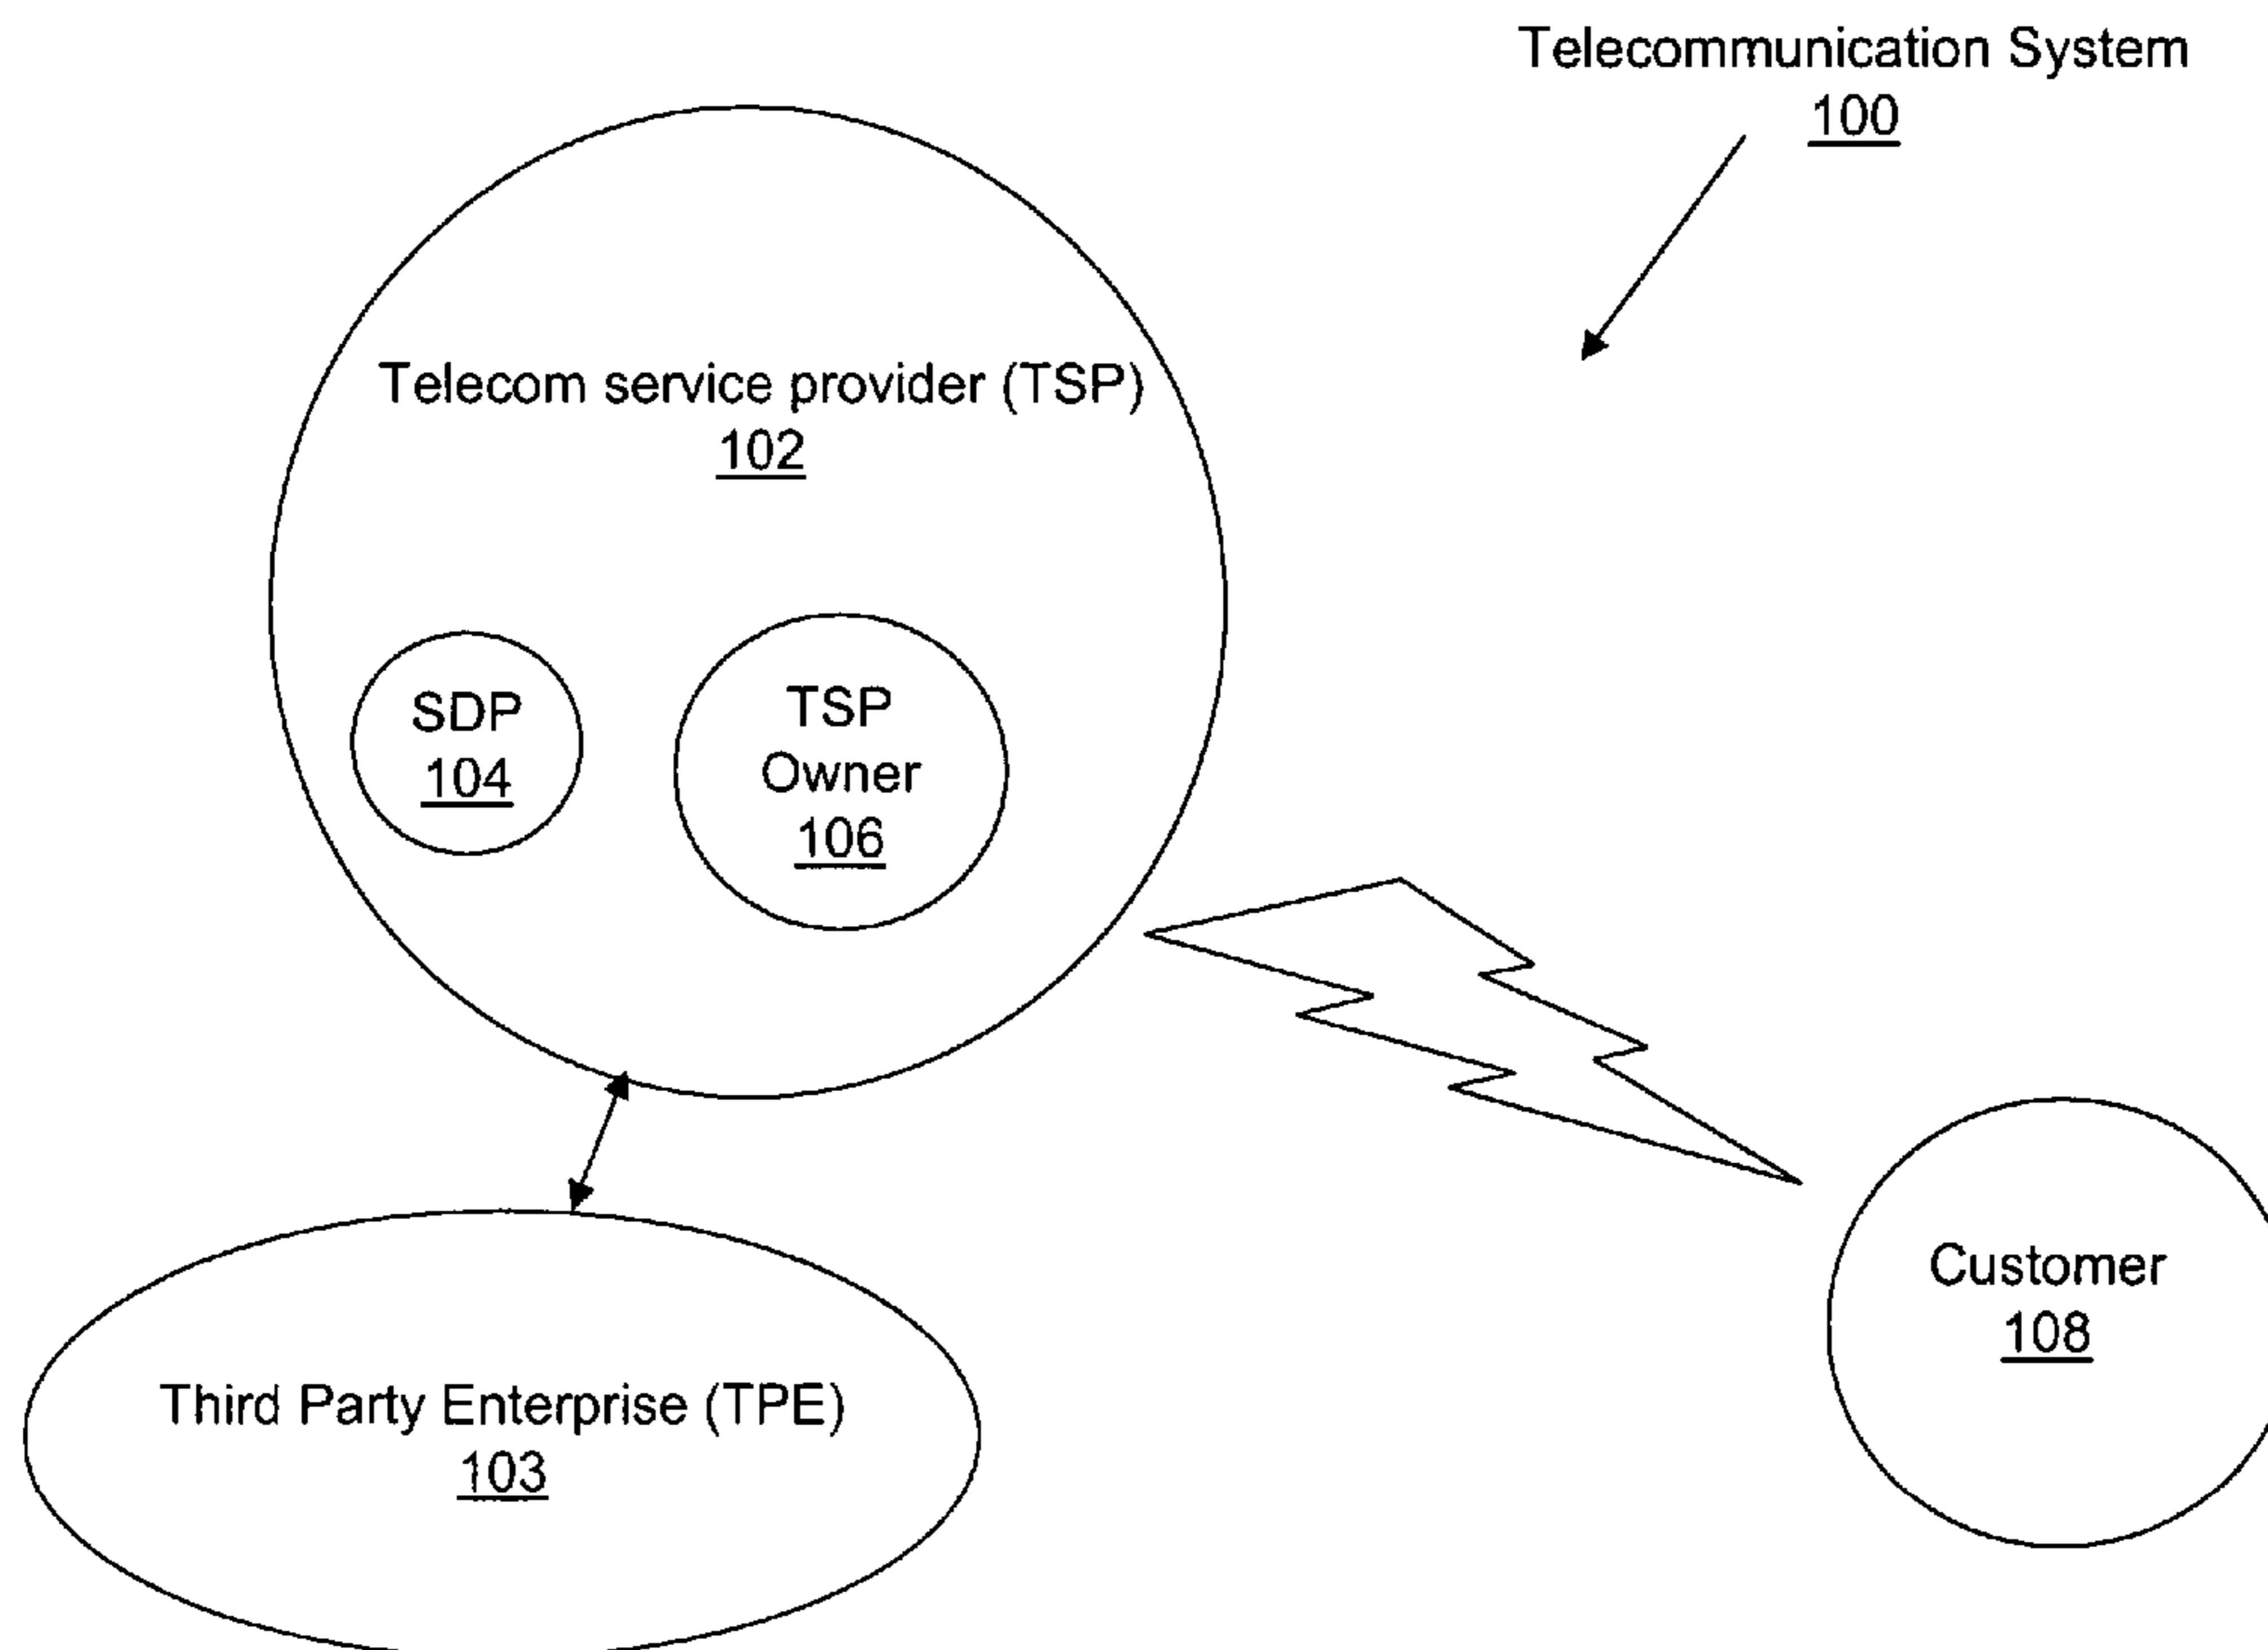 Telecommunication System
100
Telecom service provider (TSP)
102
SDP
104
TSP
Owner
106
Customer
108
Third Party Enterprise (TPE)
103